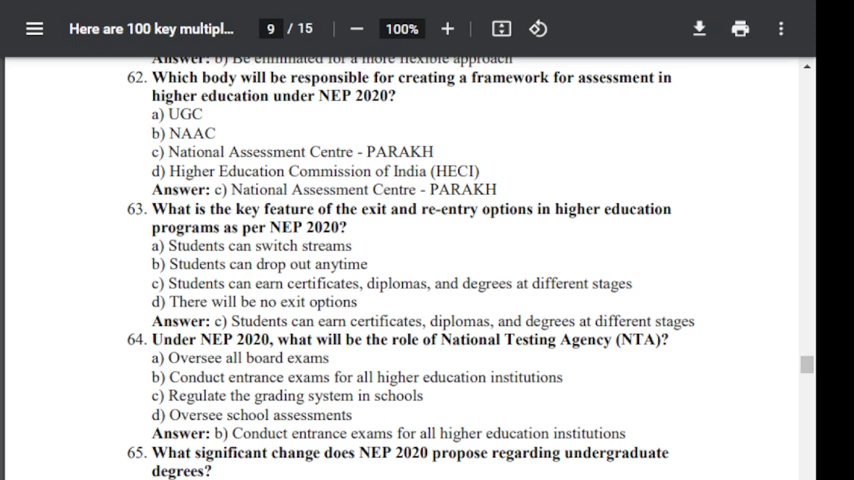 Here are 100 key multipl...
9 / 15
100%
Answer: b) Be eliminated for a more flexible approach
62. Which body will be responsible for creating a framework for assessment in
higher education under NEP 2020?
a) UGC
b) NAAC
c) National Assessment Centre - PARAKH
d) Higher Education Commission of India (HECI)
Answer: c) National Assessment Centre - PARAKH
63. What is the key feature of the exit and re-entry options in higher education
programs as per NEP 2020?
a) Students can switch streams
b) Students can drop out anytime
c) Students can earn certificates, diplomas, and degrees at different stages
d) There will be no exit options
Answer: c) Students can earn certificates, diplomas, and degrees at different stages
64. Under NEP 2020, what will be the role of National Testing Agency (NTA)?
a) Oversee all board exams
b) Conduct entrance exams for all higher education institutions
c) Regulate the grading system in schools
d) Oversee school assessments
Answer: b) Conduct entrance exams for all higher education institutions
65. What significant change does NEP 2020 propose regarding undergraduate
degrees?